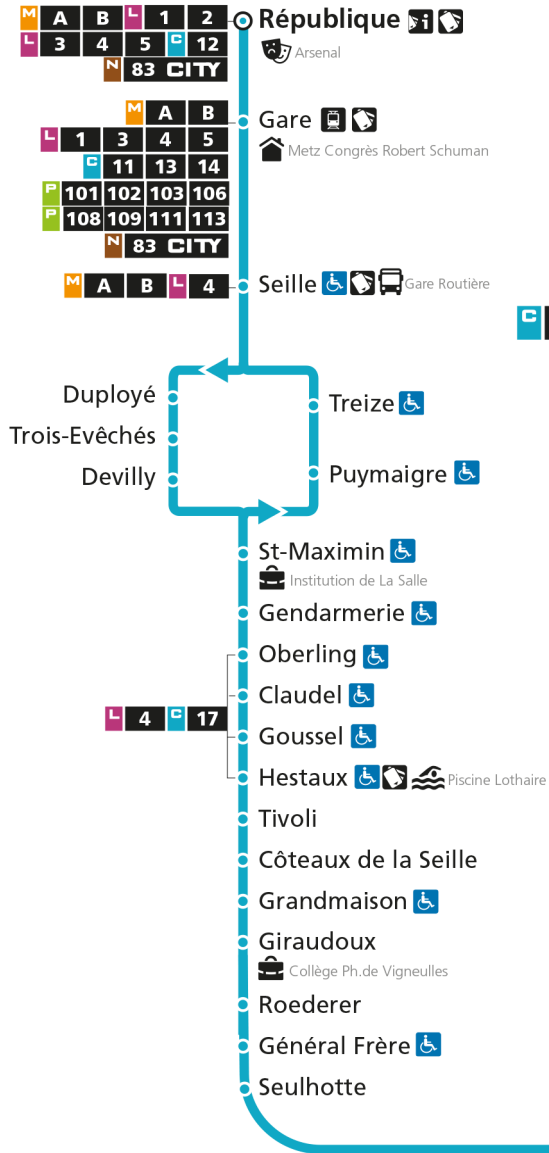 M A B L 1 2
L 3 4 5 C 12
N 83 CITY
République i
Arsenal
M A B
L 1 3 4 5
C 11 13 14
P 101 102 103 106
P 108 109 111 113
N 83 CITY
Gare
Metz Congrès Robert Schuman
M A B L 4
Seille Gare Routière
C
Duployé
Trois-Evêchés
Devilly
Treize
Puymaigre
St-Maximin
Institution de La Salle
Gendarmerie
Oberling
Claudel
Goussel
L 4 C 17
Hestaux Piscine Lothaire
Tivoli
Côteaux de la Seille
Grandmaison
Giraudoux
Collège Ph.de Vigneulles
Roederer
Général Frère
Seulhotte